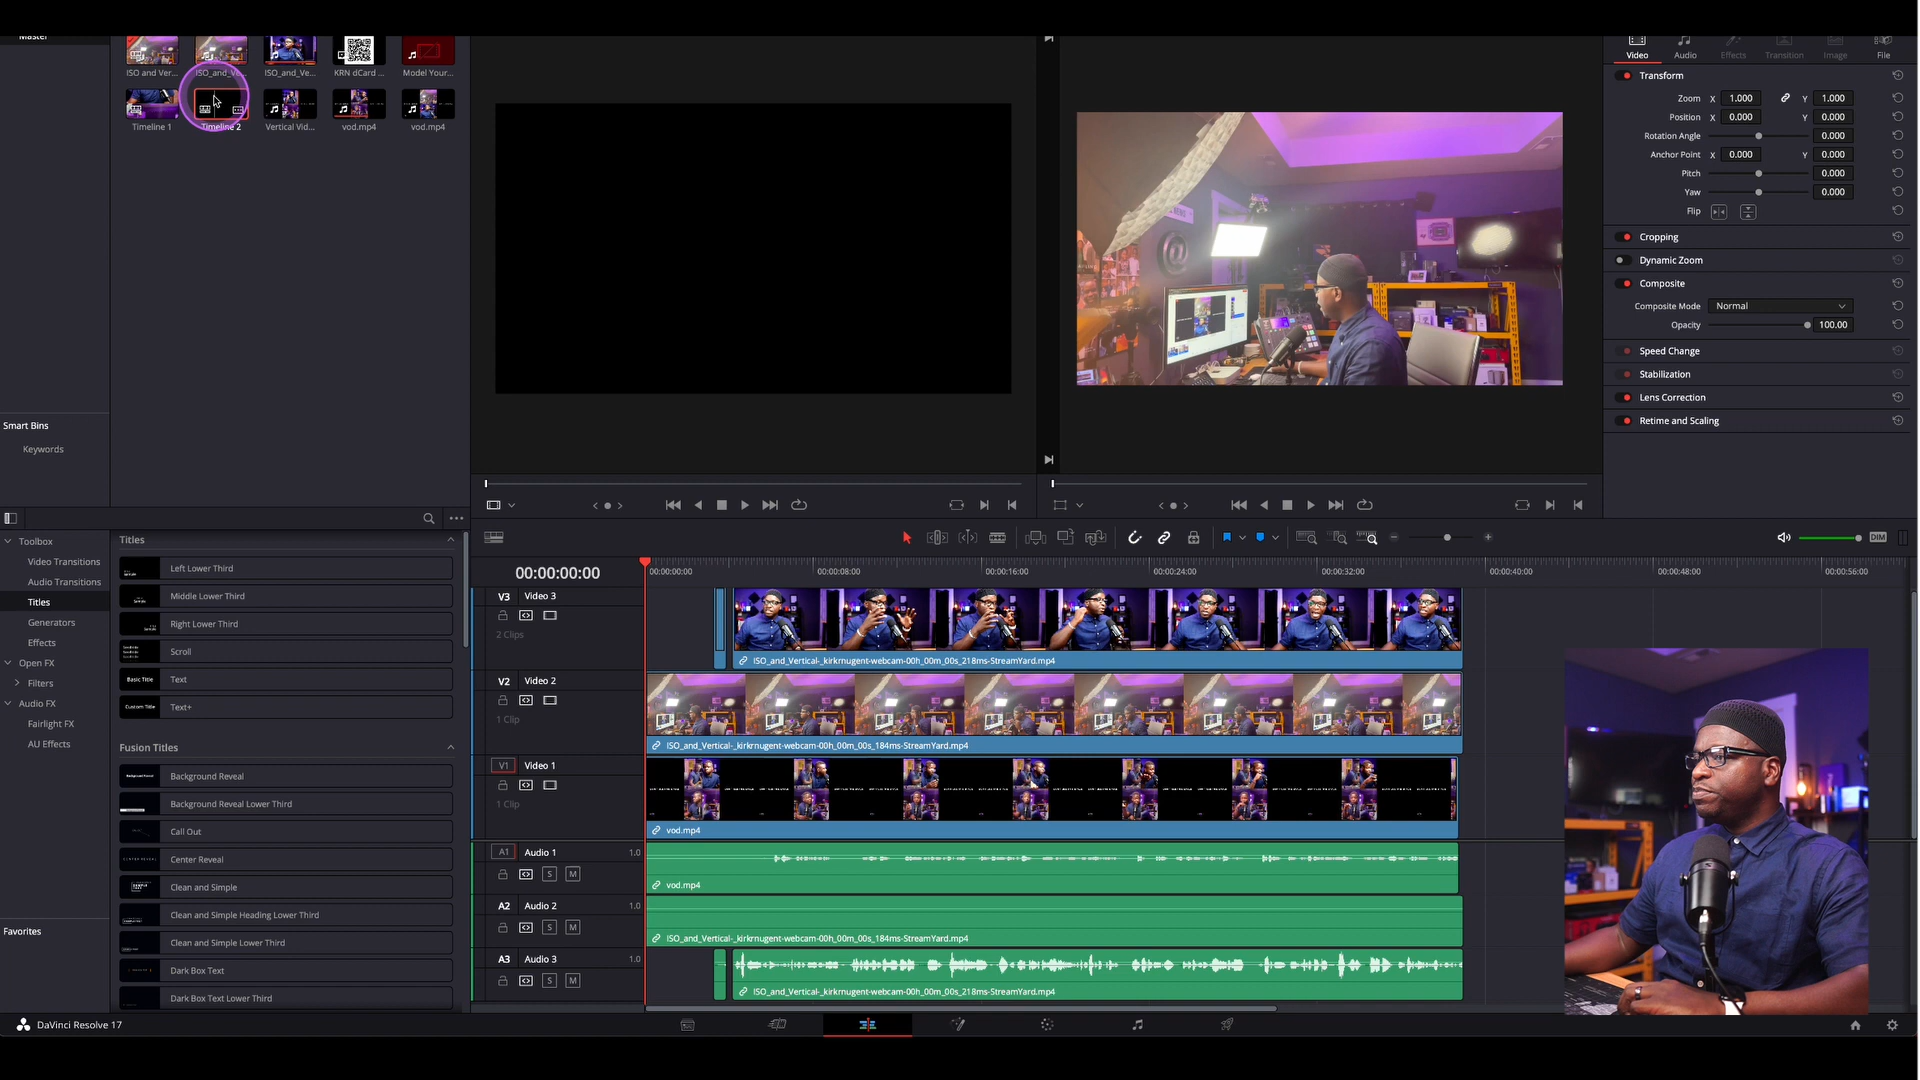 Master
ISO and Ver...
ISO_and_Ve...
ISO_and_Ve...
KRN dCard ...
Model Your...
Timeline 1
Timeline 2
Vertical Vid...
vod.mp4
vod.mp4
Smart Bins
Keywords
Video
Audio
Effects
Transition
Image
File
Transform
Zoom X 1.000 Y 1.000
Position X 0.000 Y 0.000
Rotation Angle 0.000
Anchor Point X 0.000 Y 0.000
Pitch 0.000
Yaw 0.000
Flip
Cropping
Dynamic Zoom
Composite
Composite Mode Normal
Opacity 100.00
Speed Change
Stabilization
Lens Correction
Retime and Scaling
Toolbox
Video Transitions
Audio Transitions
Titles
Generators
Effects
Open FX
Filters
Audio FX
Fairlight FX
AU Effects
Favorites
Titles
Left Lower Third
Middle Lower Third
Right Lower Third
Scroll
Basic Title Text
Custom Title Text+
Fusion Titles
Background Reveal
Background Reveal Lower Third
Call Out
Center Reveal
Clean and Simple
Clean and Simple Heading Lower Third
Clean and Simple Lower Third
Dark Box Text
Dark Box Text Lower Third
DIM
00:00:00:00
00:00:00:00 00:00:08:00 00:00:16:00 00:00:24:00 00:00:32:00 00:00:40:00 00:00:48:00 00:00:56:00
V3 Video 3
2 Clips
ISO_and_Vertical-_kirkrnugent-webcam-00h_00m_00s_218ms-StreamYard.mp4
V2 Video 2
1 Clip
ISO_and_Vertical-_kirkrnugent-webcam-00h_00m_00s_184ms-StreamYard.mp4
V1 Video 1
1 Clip
vod.mp4
A1 Audio 1 1.0
S M
vod.mp4
A2 Audio 2 1.0
S M
ISO_and_Vertical-_kirkrnugent-webcam-00h_00m_00s_184ms-StreamYard.mp4
A3 Audio 3 1.0
S M
ISO_and_Vertical-_kirkrnugent-webcam-00h_00m_00s_218ms-StreamYard.mp4
DaVinci Resolve 17